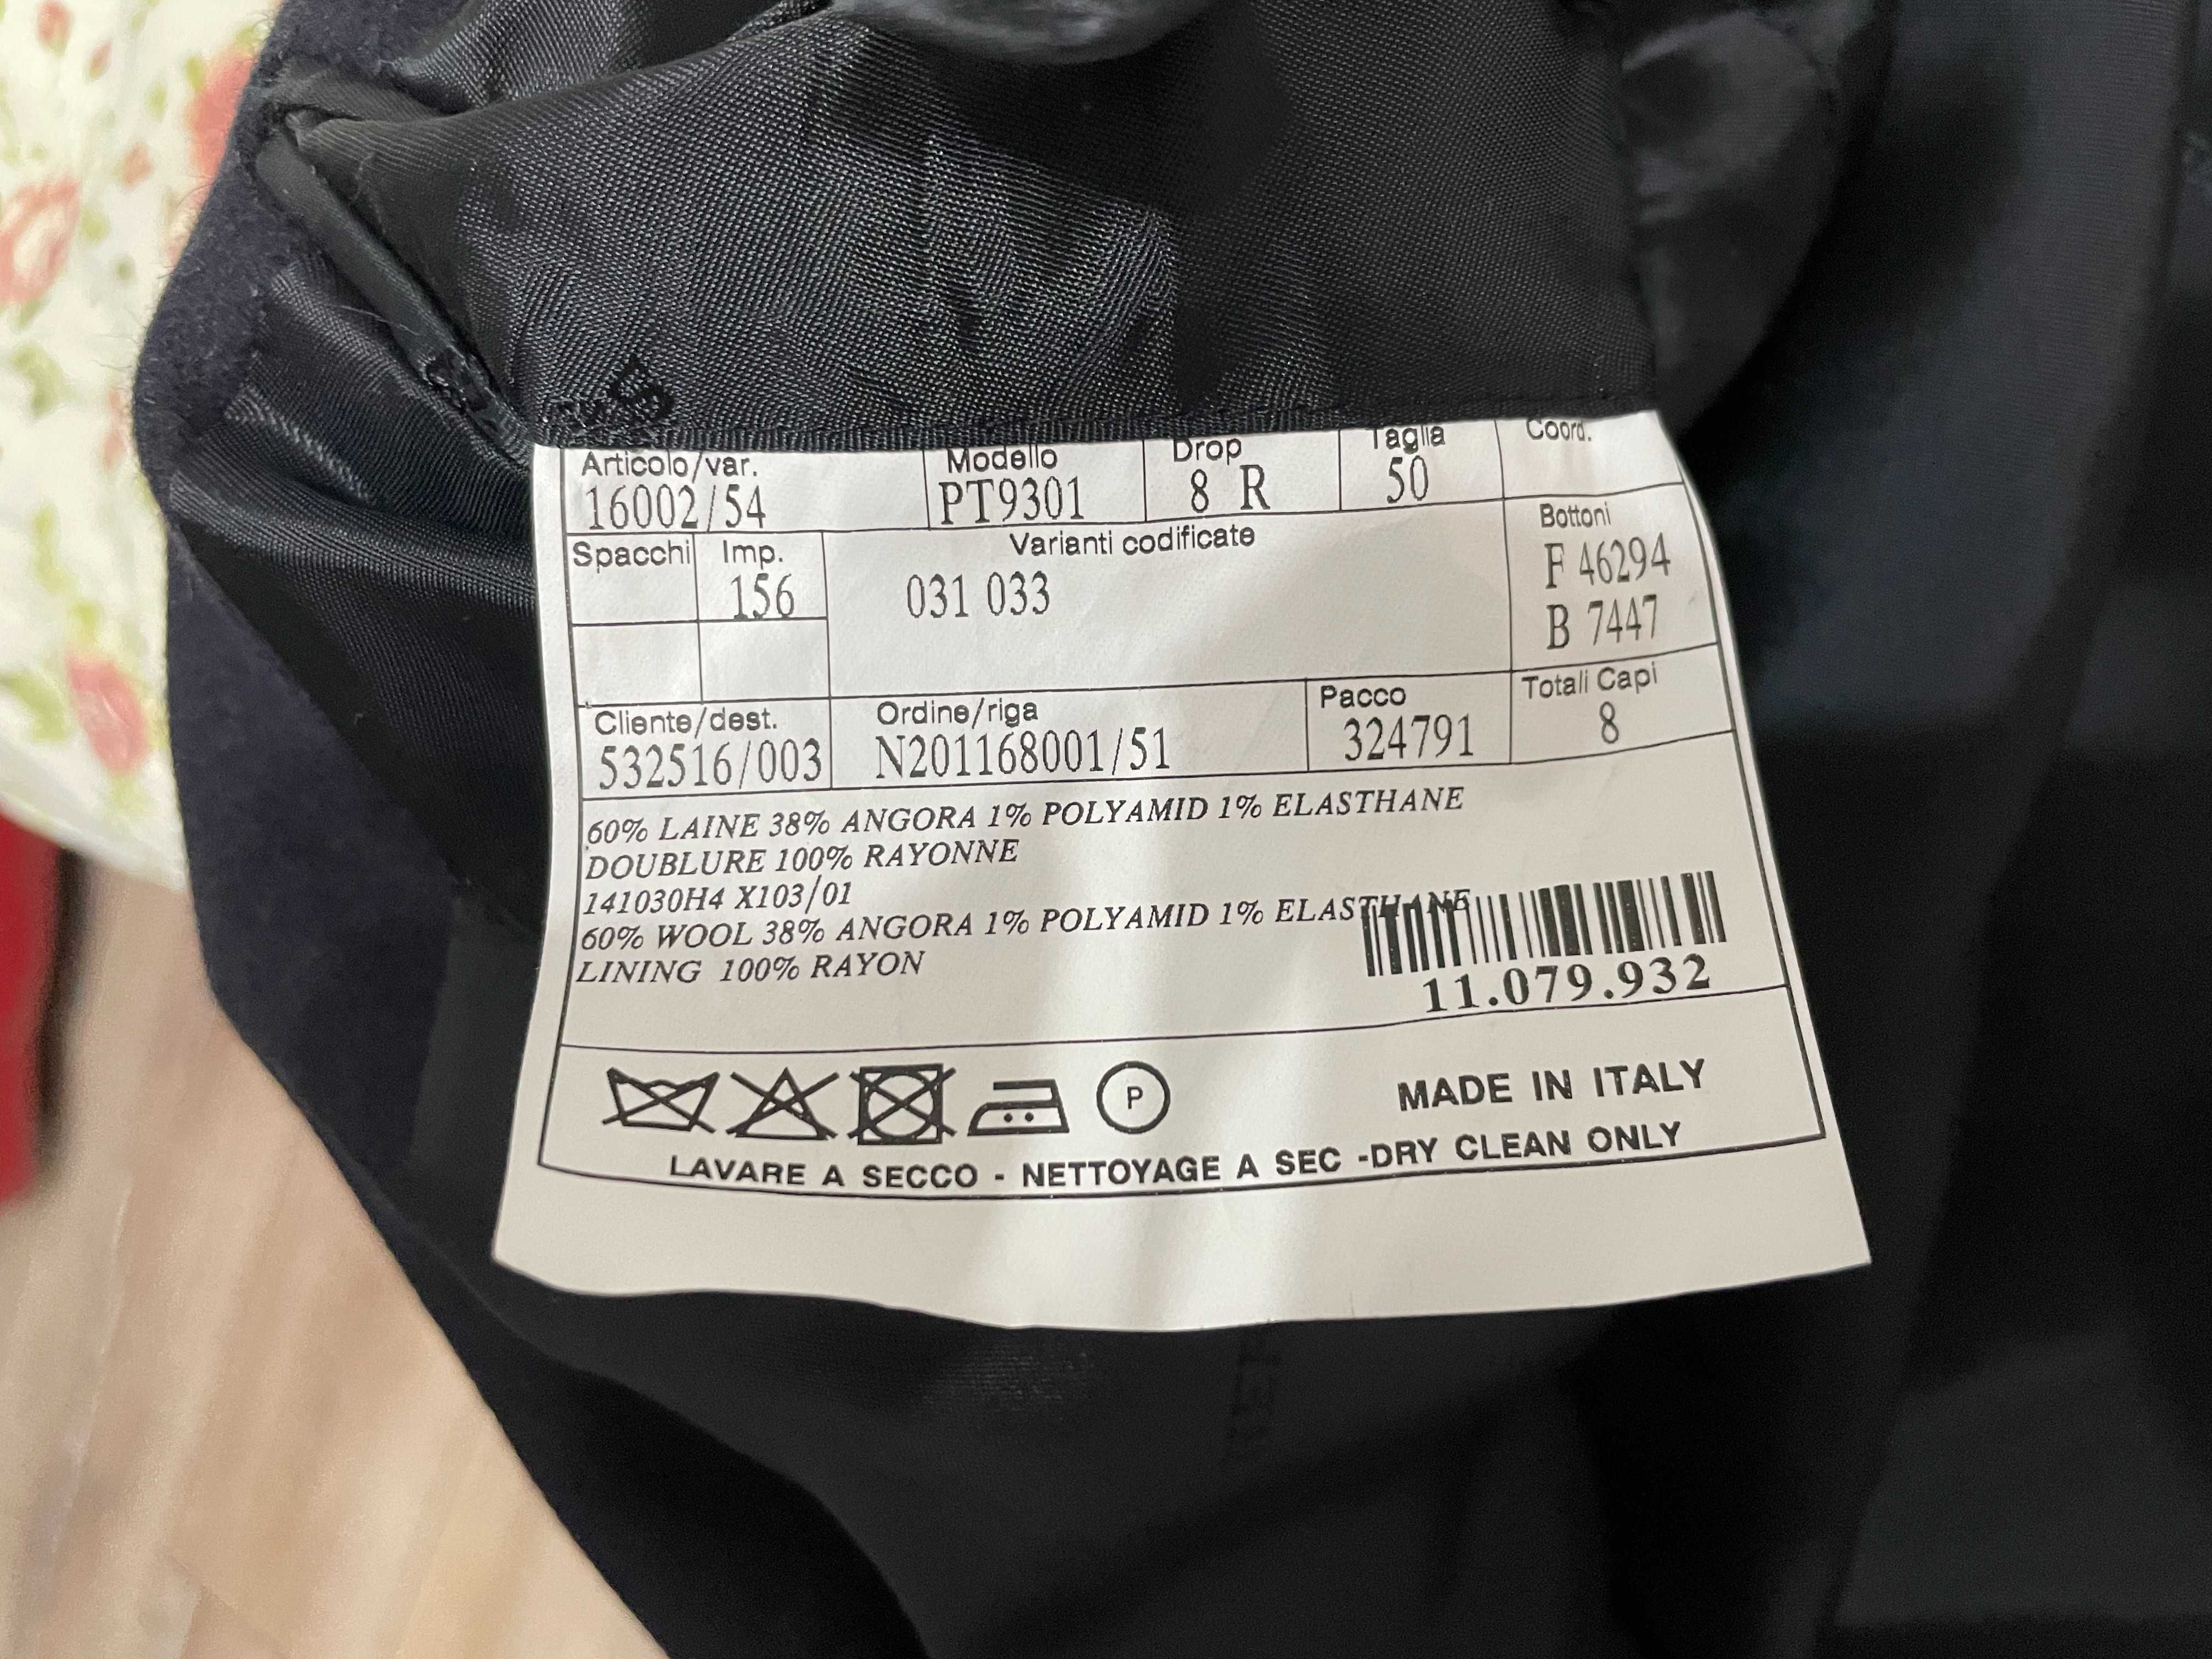 Articolo/var. Modello Drop Taglia Coord.
16002/54 PT9301 8 R 50
Spacchi Imp. Varianti codificate Bottoni
156 031 033 F 46294
B 7447
Cliente/dest. Ordine/riga Pacco Totali Capi
532516/003 N201168001/51 324791 8
60% LAINE 38% ANGORA 1% POLYAMID 1% ELASTHANE
DOUBLURE 100% RAYONNE
141030H4 X103/01
60% WOOL 38% ANGORA 1% POLYAMID 1% ELASTHANE
LINING 100% RAYON
11.079.932
P
MADE IN ITALY
LAVARE A SECCO - NETTOYAGE A SEC -DRY CLEAN ONLY